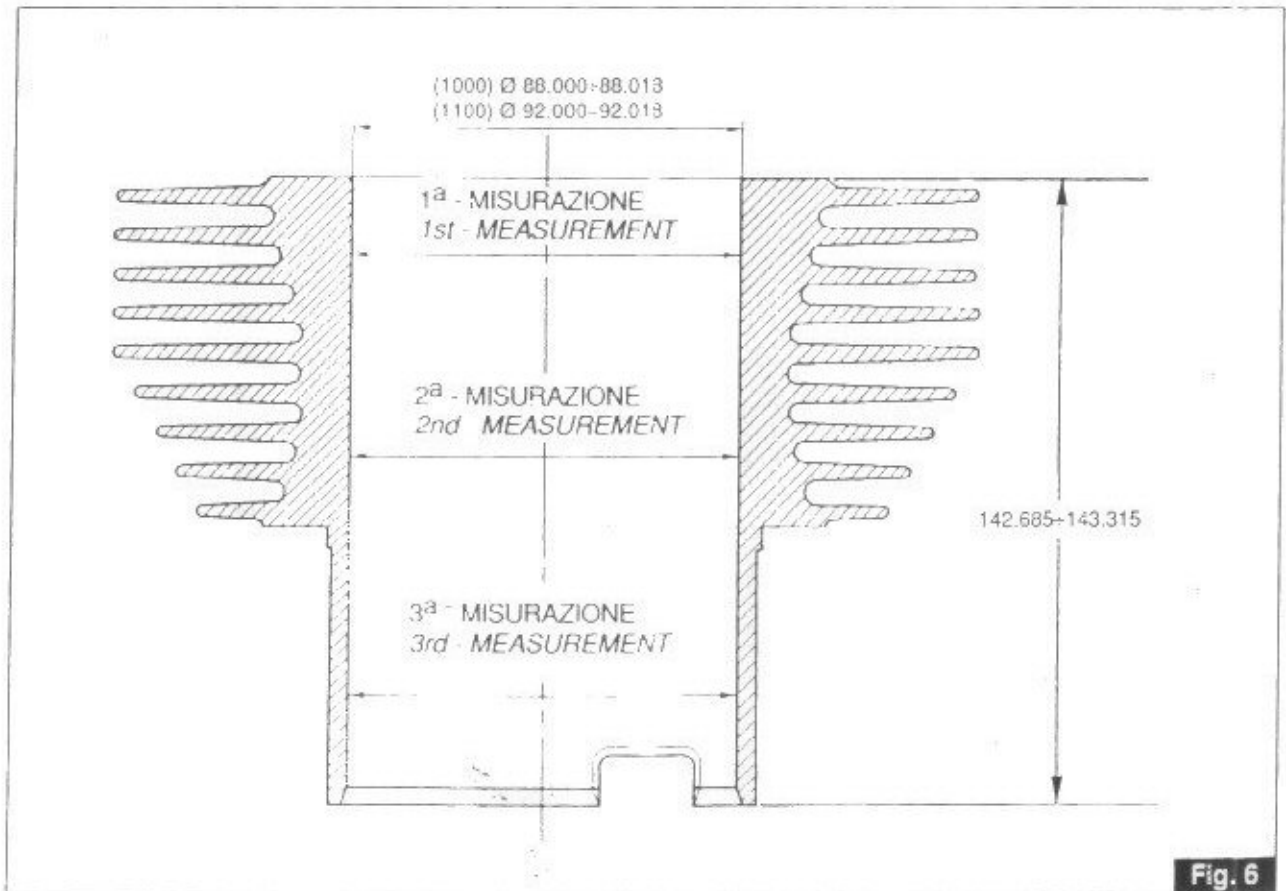 (1000) Ø 88.000÷88.018
(1100) Ø 92.000÷92.018
1ª - MISURAZIONE
1st - MEASUREMENT
2ª - MISURAZIONE
2nd MEASUREMENT
142.685÷143.315
3ª - MISURAZIONE
3rd - MEASUREMENT
Fig. 6